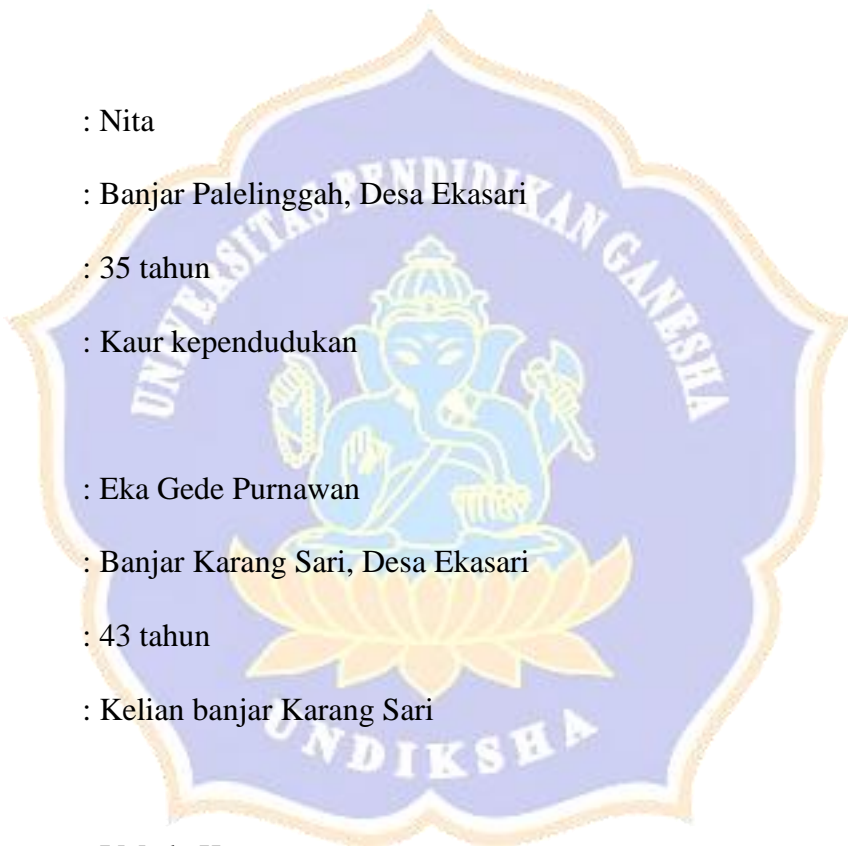 : Nita
: Banjar Palelinggah, Desa Ekasari
: 35 tahun
: Kaur kependudukan
: Eka Gede Purnawan
: Banjar Karang Sari, Desa Ekasari
: 43 tahun
: Kelian banjar Karang Sari
UNIVERSITAS PENDIDIKAN GANESHA
UNDIKSHA